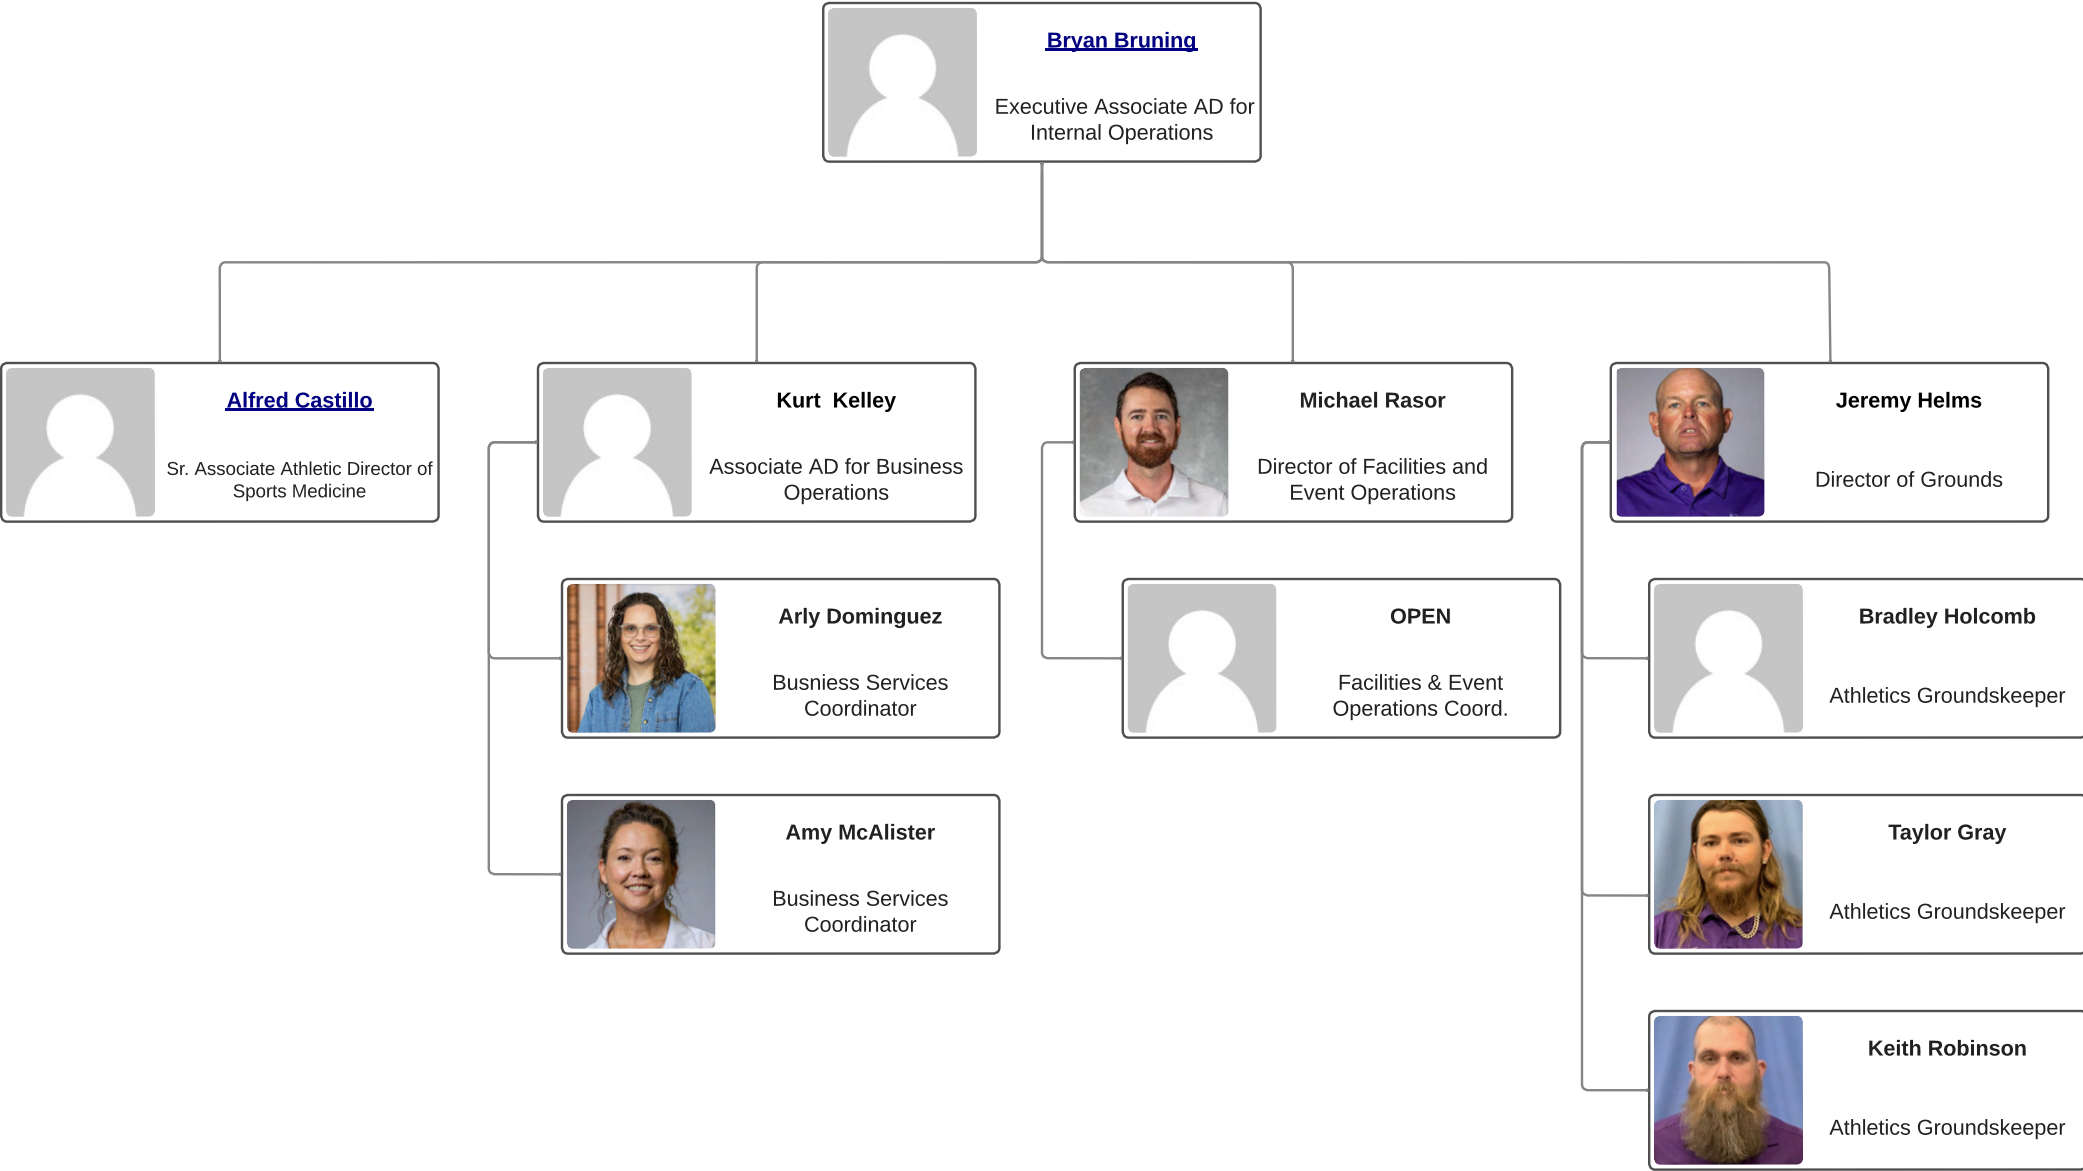 Bryan Bruning
Executive Associate AD for
Internal Operations
Alfred Castillo
Sr. Associate Athletic Director of
Sports Medicine
Kurt  Kelley
Associate AD for Business
Operations
Michael Rasor
Director of Facilities and
Event Operations
Jeremy Helms
Director of Grounds
Arly Dominguez
Busniess Services
Coordinator
OPEN
Facilities & Event
Operations Coord.
Bradley Holcomb
Athletics Groundskeeper
Amy McAlister
Business Services
Coordinator
Taylor Gray
Athletics Groundskeeper
Keith Robinson
Athletics Groundskeeper